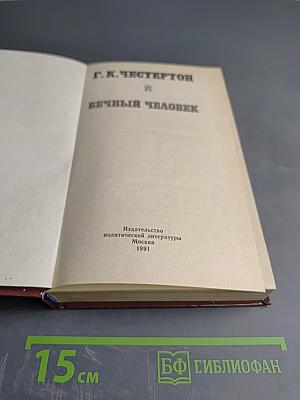 Г. К. ЧЕСТЕРТОН
ВЕЧНЫЙ ЧЕЛОВЕК
Издательство
политической литературы
Москва
1991
15 см
БФ БИБЛИОФАН